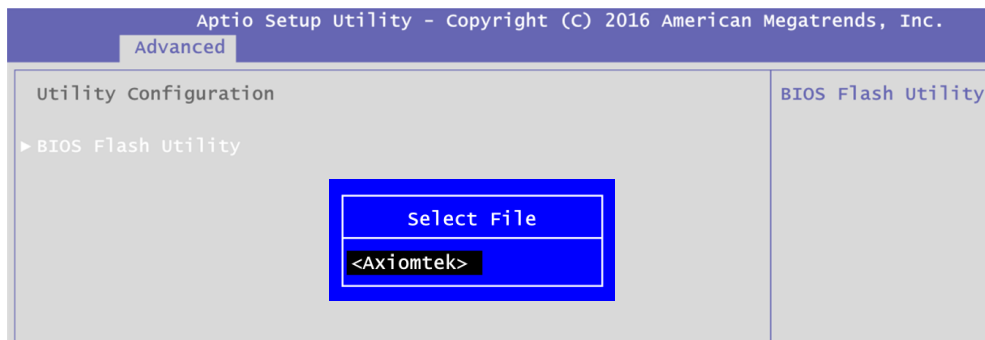 Aptio Setup Utility - Copyright (C) 2016 American Megatrends, Inc.
Advanced
Utility Configuration
BIOS Flash Utility
►BIOS Flash Utility
Select File
<Axiomtek>